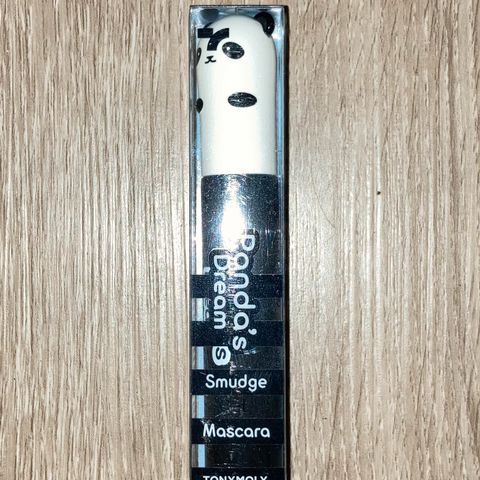 Panda's
Dream
S
Smudge
Mascara
TONYMOLY